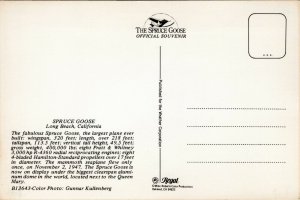 THE SPRUCE GOOSE
OFFICIAL SOUVENIR
SPRUCE GOOSE
Long Beach, California
The fabulous Spruce Goose, the largest plane ever
built: wingspan, 320 feet; length, over 218 feet;
tailspan, 113.5 feet; vertical tail height, 49.5 feet;
gross weight, 400,000 lbs. eight Pratt & Whitney
3,000 hp R-4360 radial reciprocating engines; eight
4-bladed Hamilton-Standard propellers over 17 feet
in diameter. The mammoth seaplane flew only
once, on November 2, 1947. The Spruce Goose is
now on display under the biggest clearspan alumi-
num dome in the world, located next to the Queen
Mary.
B12643-Color Photo: Gunnar Kullenberg
Published for the Wrather Corporation
Regal